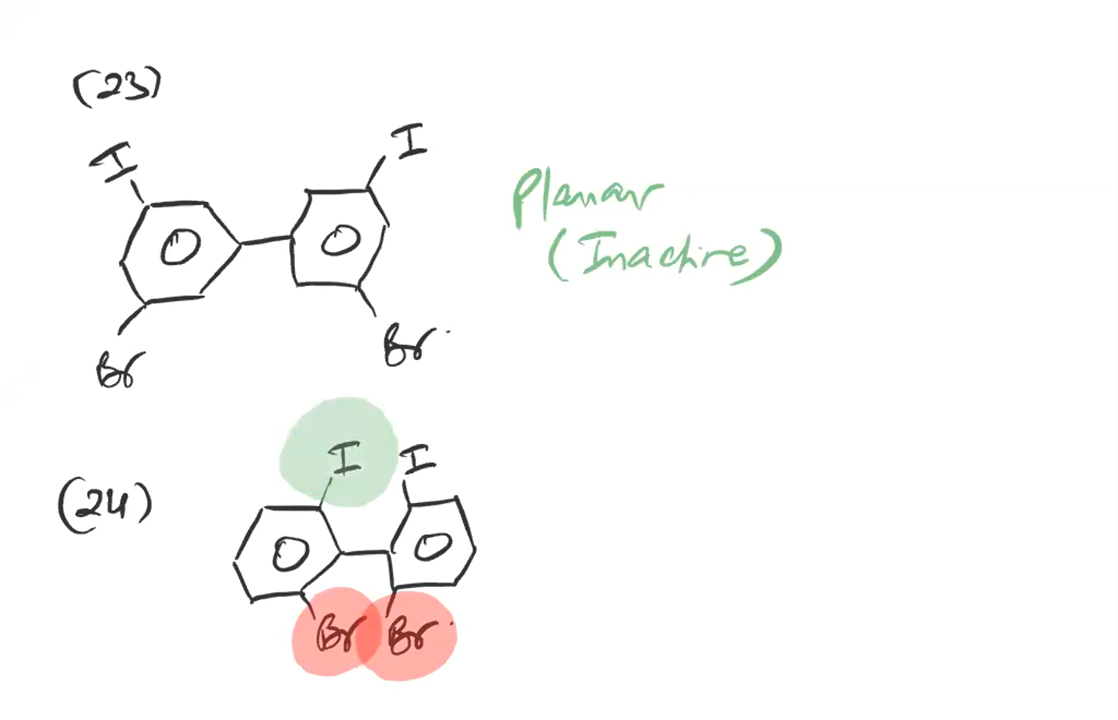 (23)
I I
Planar
(Inactive)
Br Br
I I
(24)
Br Br